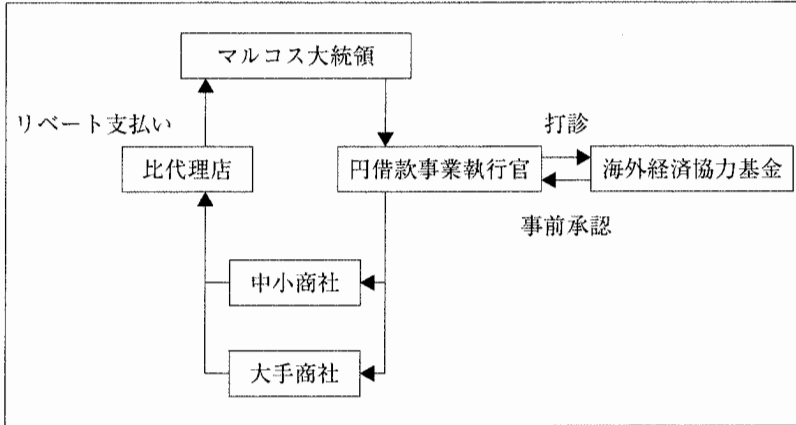 マルコス大統領
リベート支払い
打診
比代理店
円借款事業執行官
海外経済協力基金
事前承認
中小商社
大手商社